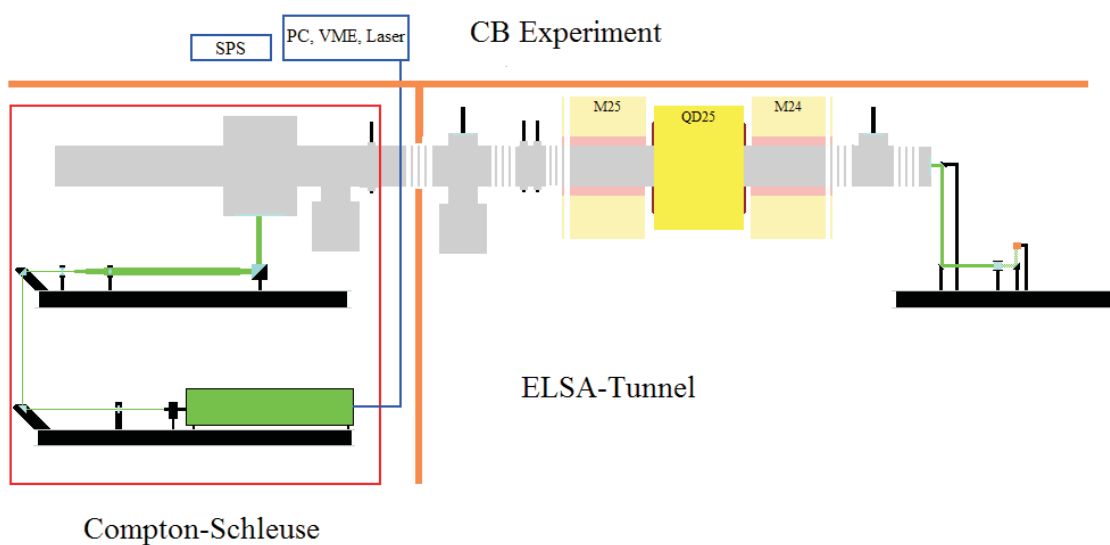 SPS
PC, VME, Laser
CB Experiment
M25
QD25
M24
ELSA-Tunnel
Compton-Schleuse